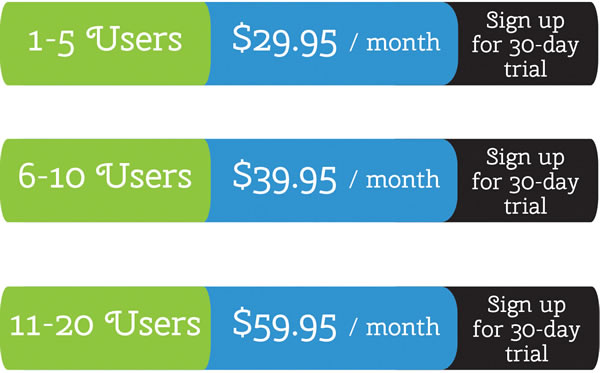 1-5 Users
$29.95 / month
Sign up
for 30-day
trial
6-10 Users
$39.95 / month
Sign up
for 30-day
trial
11-20 Users
$59.95 / month
Sign up
for 30-day
trial